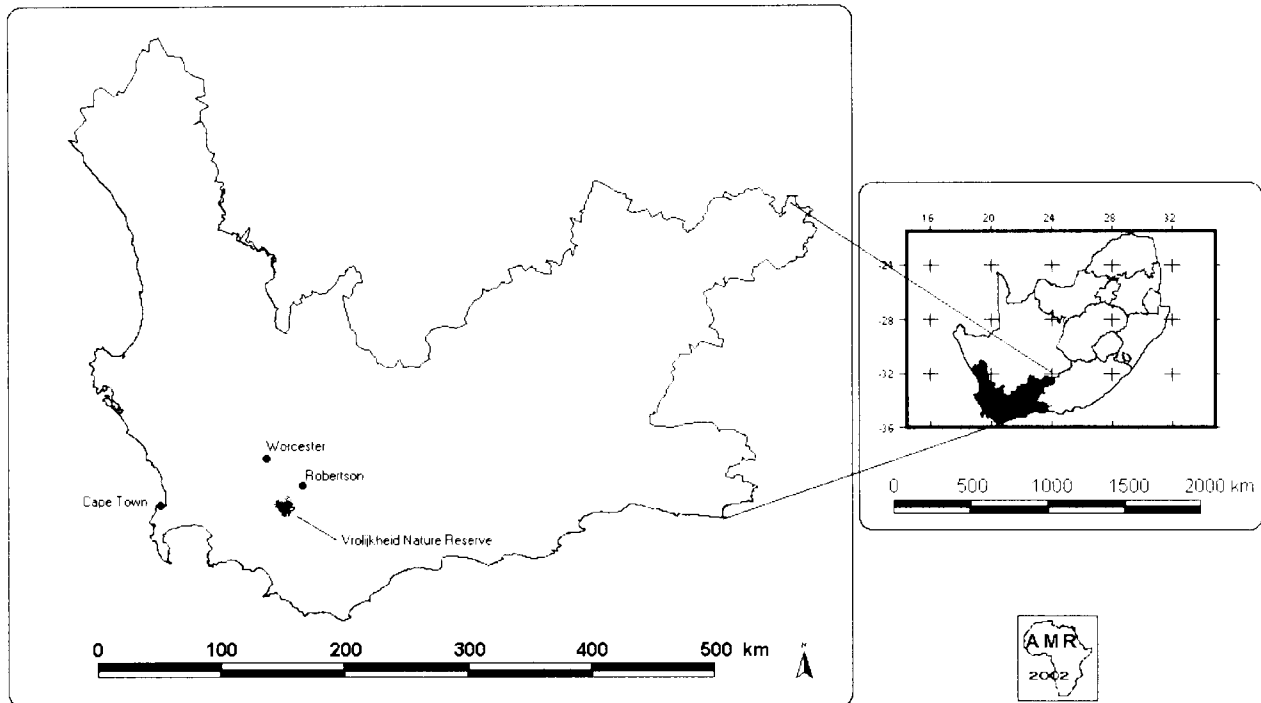 Worcester
Robertson
Cape Town
Vrolijkheid Nature Reserve
0 100 200 300 400 500 km
N
16 20 24 28 32
-24
-28
-32
-36
0 500 1000 1500 2000 km
AMR
2002